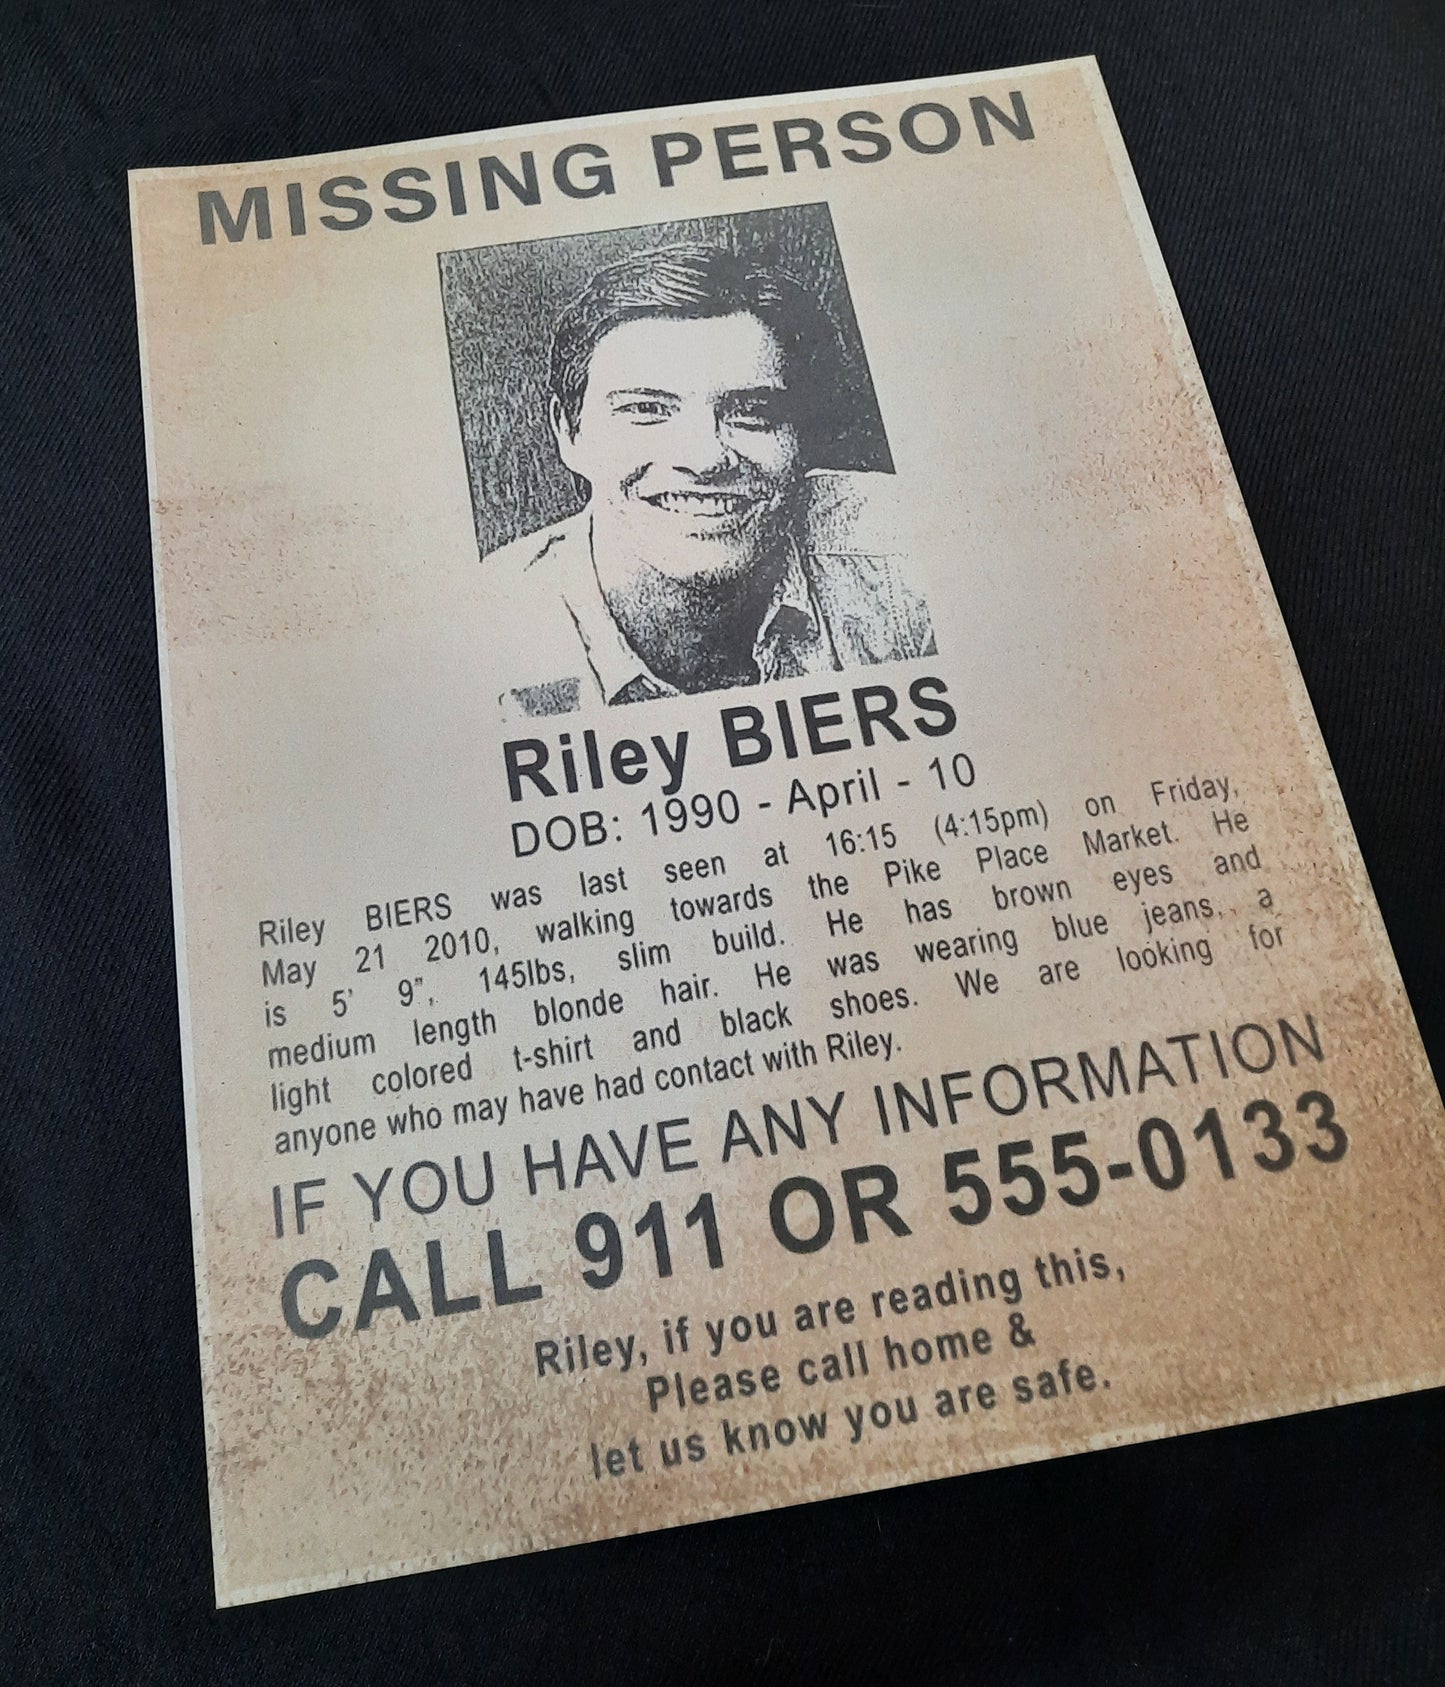 MISSING PERSON
Riley BIERS
DOB: 1990 - April - 10
Riley BIERS was last seen at 16:15 (4:15pm) on Friday,
May 21 2010, walking towards the Pike Place Market. He
is 5' 9”, 145lbs, slim build. He has brown eyes and
medium length blonde hair. He was wearing blue jeans, a
light colored t-shirt and black shoes. We are looking for
anyone who may have had contact with Riley.
IF YOU HAVE ANY INFORMATION
CALL 911 OR 555-0133
Riley, if you are reading this,
Please call home &
let us know you are safe.